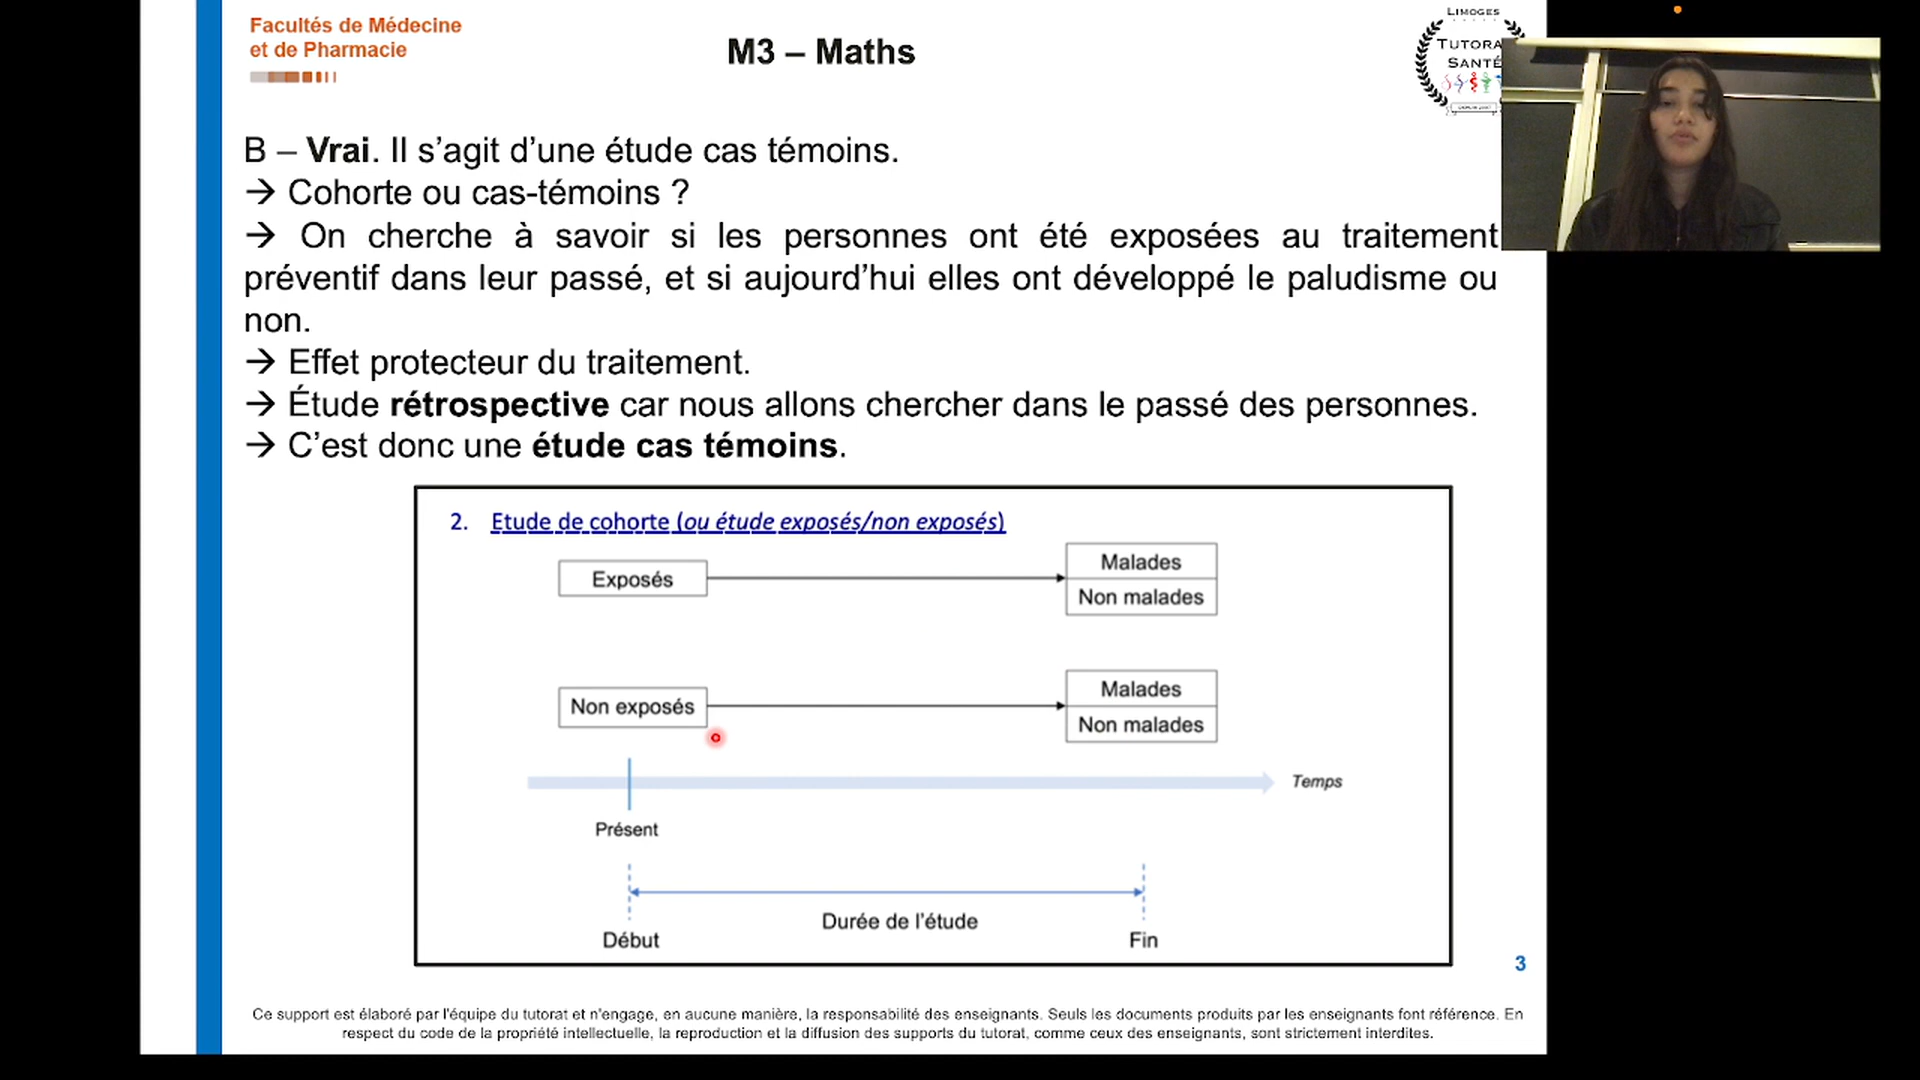 Facultés de Médecine
et de Pharmacie
M3 – Maths
LIMOGES
TUTORA
SANTÉ
B – Vrai. Il s’agit d’une étude cas témoins.
→ Cohorte ou cas-témoins ?
→ On cherche à savoir si les personnes ont été exposées au traitement
préventif dans leur passé, et si aujourd’hui elles ont développé le paludisme ou
non.
→ Effet protecteur du traitement.
→ Étude rétrospective car nous allons chercher dans le passé des personnes.
→ C’est donc une étude cas témoins.
2. Etude de cohorte (ou étude exposés/non exposés)
Exposés
Malades
Non malades
Non exposés
Malades
Non malades
Temps
Présent
Durée de l’étude
Début
Fin
3
Ce support est élaboré par l'équipe du tutorat et n'engage, en aucune manière, la responsabilité des enseignants. Seuls les documents produits par les enseignants font référence. En
respect du code de la propriété intellectuelle, la reproduction et la diffusion des supports du tutorat, comme ceux des enseignants, sont strictement interdites.